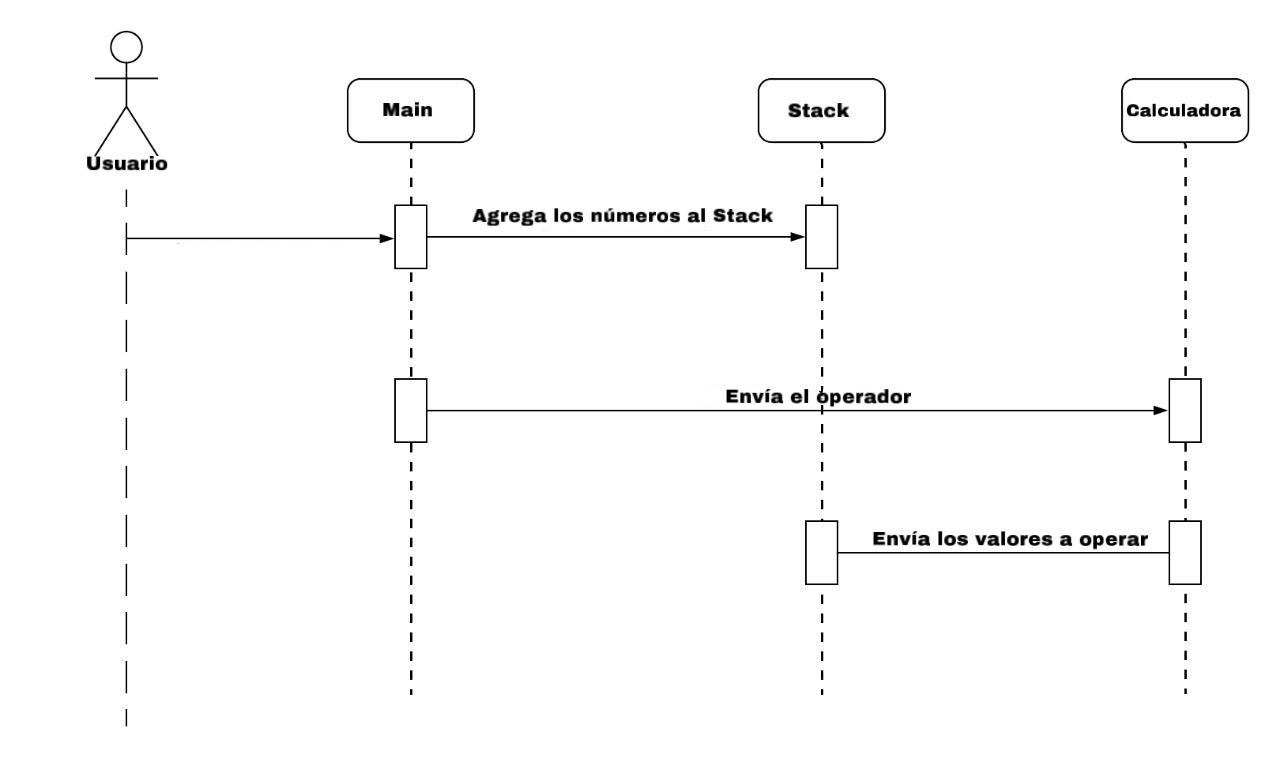 Usuario
Main
Stack
Calculadora
Agrega los números al Stack
Envía el operador
Envía los valores a operar